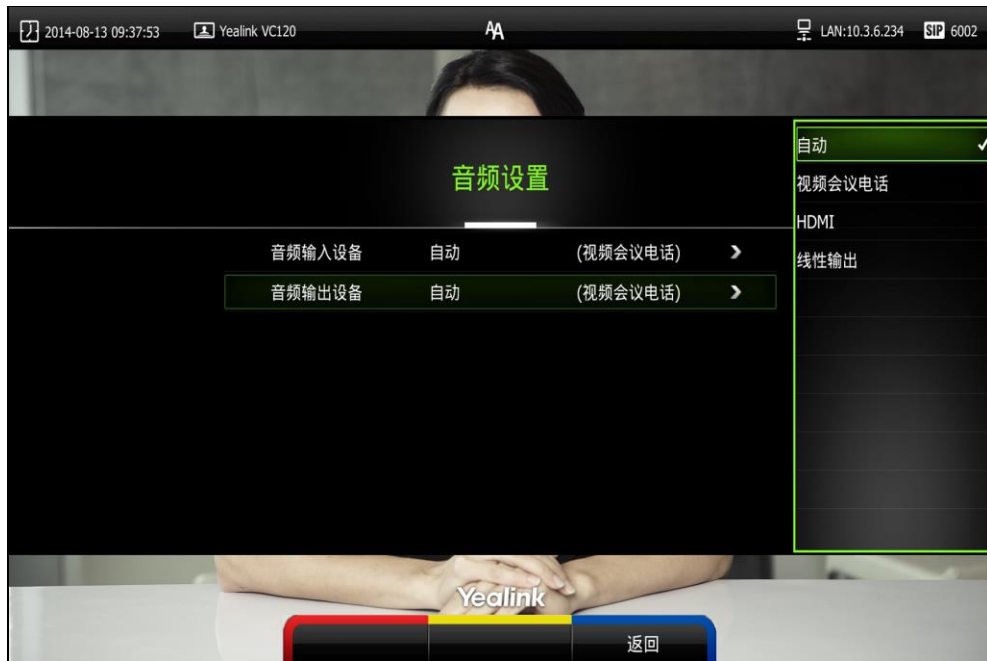 2014-08-13 09:37:53 Yealink VC120 AA LAN:10.3.6.234 SIP 6002
音频设置
音频输入设备 自动 (视频会议电话)
音频输出设备 自动 (视频会议电话)
自动
视频会议电话
HDMI
线性输出
Yealink
返回